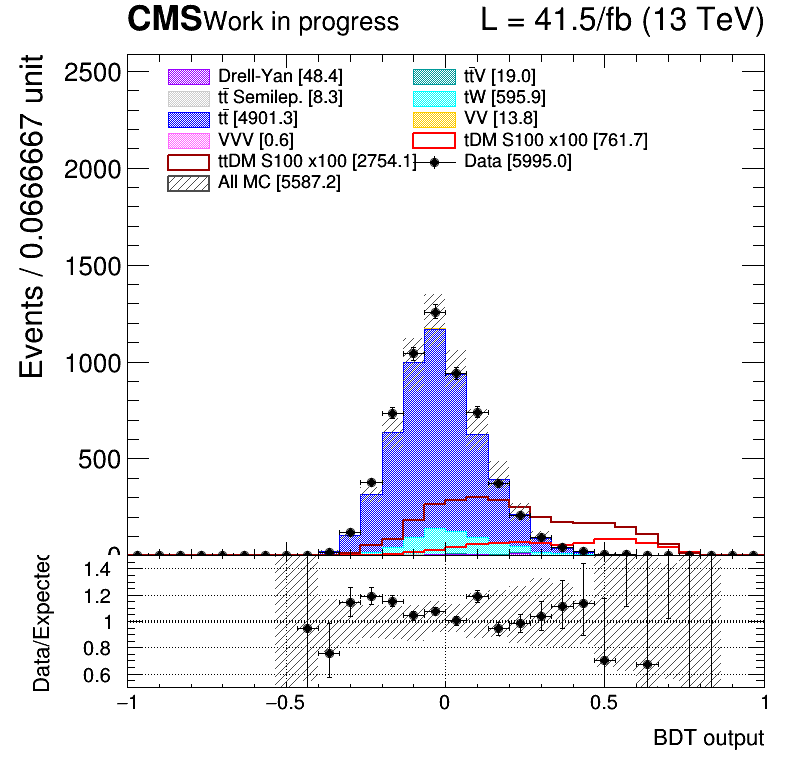 CMS Work in progress L = 41.5/fb (13 TeV)
Events / 0.0666667 unit
2500
2000
1500
1000
500
0
Drell-Yan [48.4] tt̄V [19.0]
tt̄ Semilep. [8.3] tW [595.9]
tt̄ [4901.3] VV [13.8]
VVV [0.6] tDM S100 x100 [761.7]
ttDM S100 x100 [2754.1] Data [5995.0]
All MC [5587.2]
Data/Expected
1.4
1.2
1
0.8
0.6
−1 −0.5 0 0.5 1
BDT output